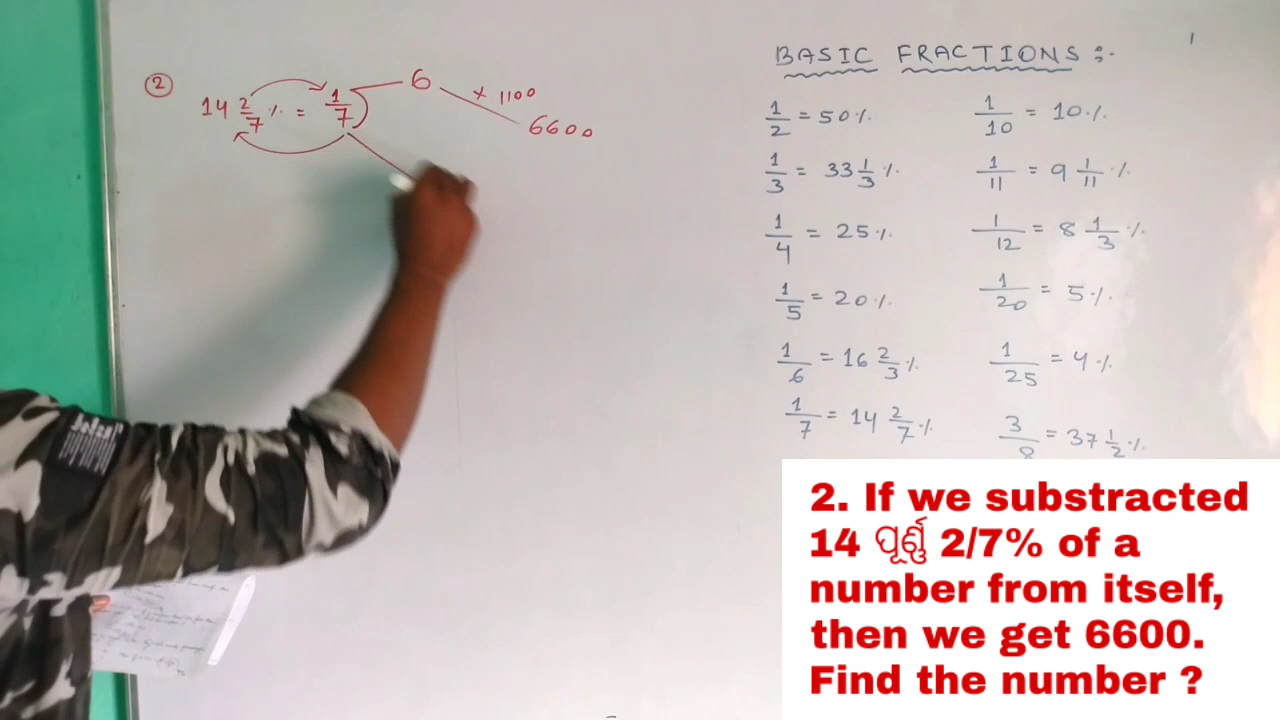 ②
14 2/7 % = 1/7) 6 × 1100 6600
BASIC FRACTIONS :-
1/2 = 50%
1/10 = 10%
1/3 = 33 1/3 %
1/11 = 9 1/11 %
1/4 = 25%
1/12 = 8 1/3 %
1/5 = 20%
1/20 = 5%
1/6 = 16 2/3 %
1/25 = 4%
1/7 = 14 2/7 %
3/8 = 37 1/2 %
2. If we substracted
14 ପୂର୍ଣ୍ଣ 2/7% of a
number from itself,
then we get 6600.
Find the number ?